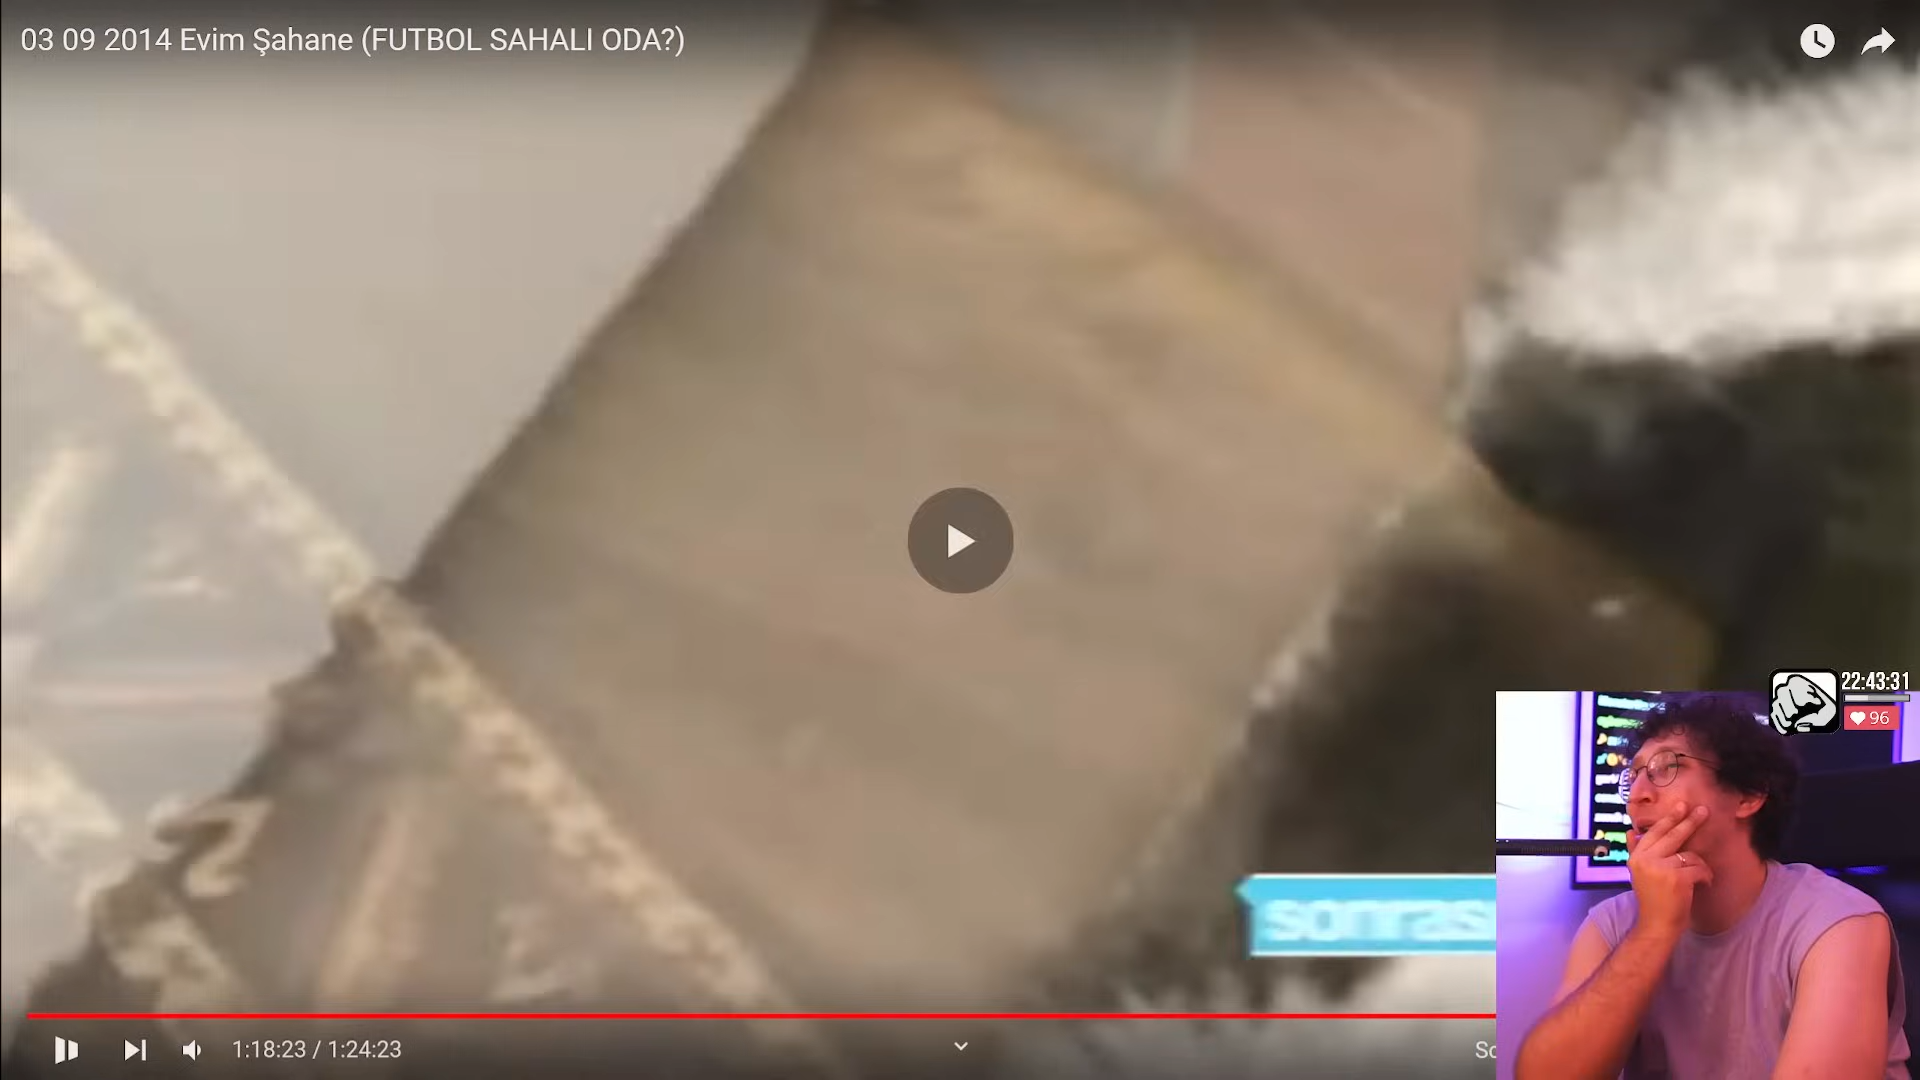 03 09 2014 Evim Şahane (FUTBOL SAHALI ODA?)
22:43:31
96
sonras
1:18:23 / 1:24:23
Sc